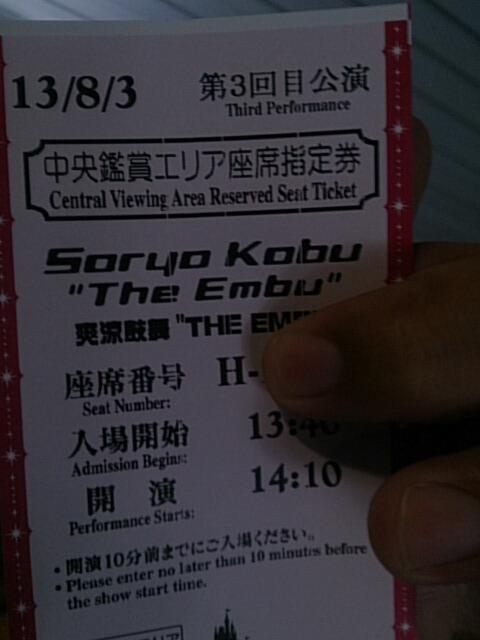 13/8/3 第3回目公演
Third Performance
中央鑑賞エリア座席指定券
Central Viewing Area Reserved Seat Ticket
Soryo Kobu
"The Embu"
爽涼鼓舞 "THE EM
座席番号 H-
Seat Number:
入場開始 13:40
Admission Begins:
開演 14:10
Performance Starts:
・開演10分前までにご入場ください。
・Please enter no later than 10 minutes before
the show start time.